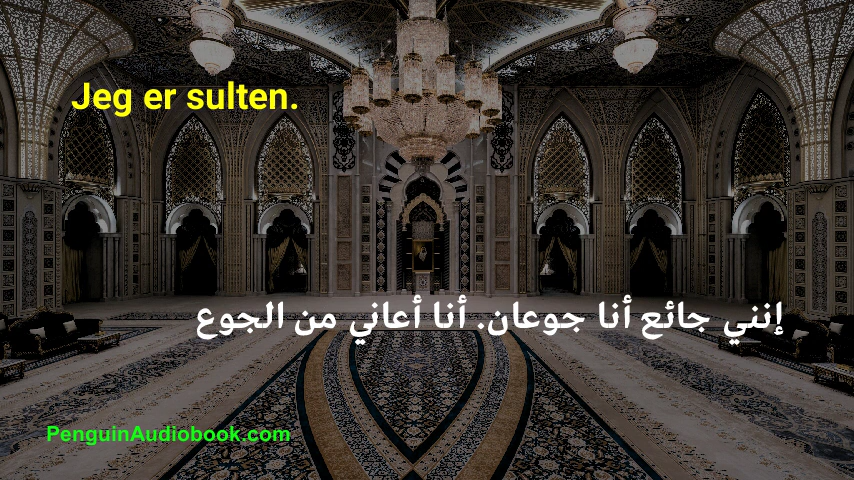 Jeg er sulten.
إنني جائع أنا جوعان. أنا أعاني من الجوع
PenguinAudiobook.com